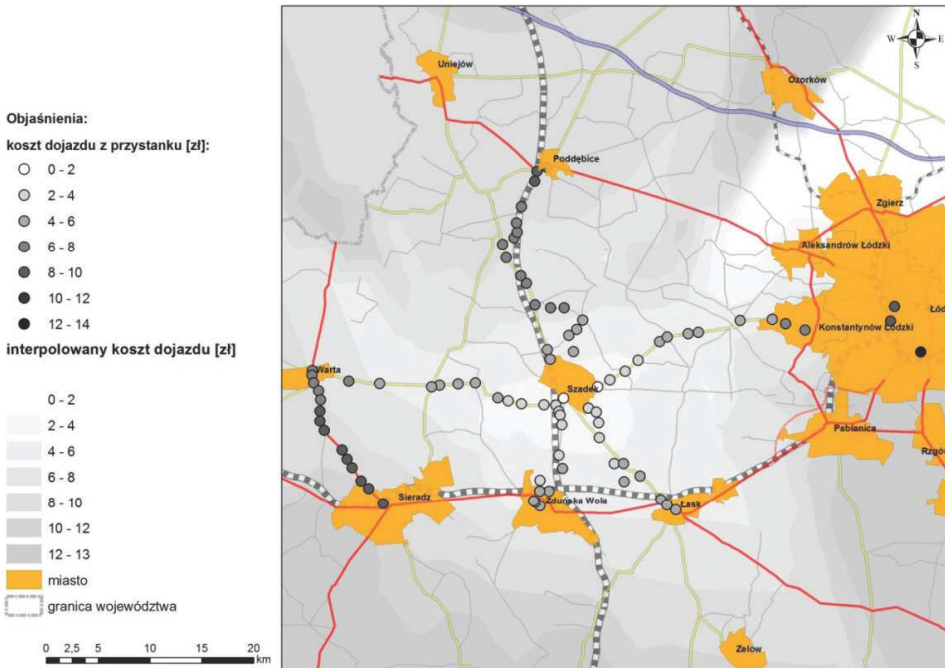 Objaśnienia:
koszt dojazdu z przystanku [zł]:
0 - 2
2 - 4
4 - 6
6 - 8
8 - 10
10 - 12
12 - 14
interpolowany koszt dojazdu [zł]
0 - 2
2 - 4
4 - 6
6 - 8
8 - 10
10 - 12
12 - 13
miasto
granica województwa
0 2,5 5 10 15 20
km
N
W E
S
Uniejów
Ozorków
Poddębice
Zgierz
Aleksandrów Łódzki
Łód
Konstantynów Łódzki
Warta
Szadek
Pabianice
Rzgów
Sieradz
Zduńska Wola
Łask
Zelów